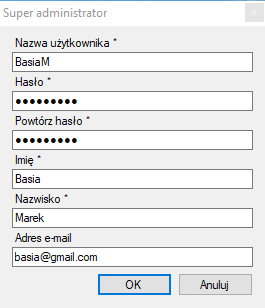 Super administrator
Nazwa użytkownika *
BasiaM
Hasło *
●●●●●●●●●
Powtórz hasło *
●●●●●●●●●
Imię *
Basia
Nazwisko *
Marek
Adres e-mail
basia@gmail.com
OK Anuluj